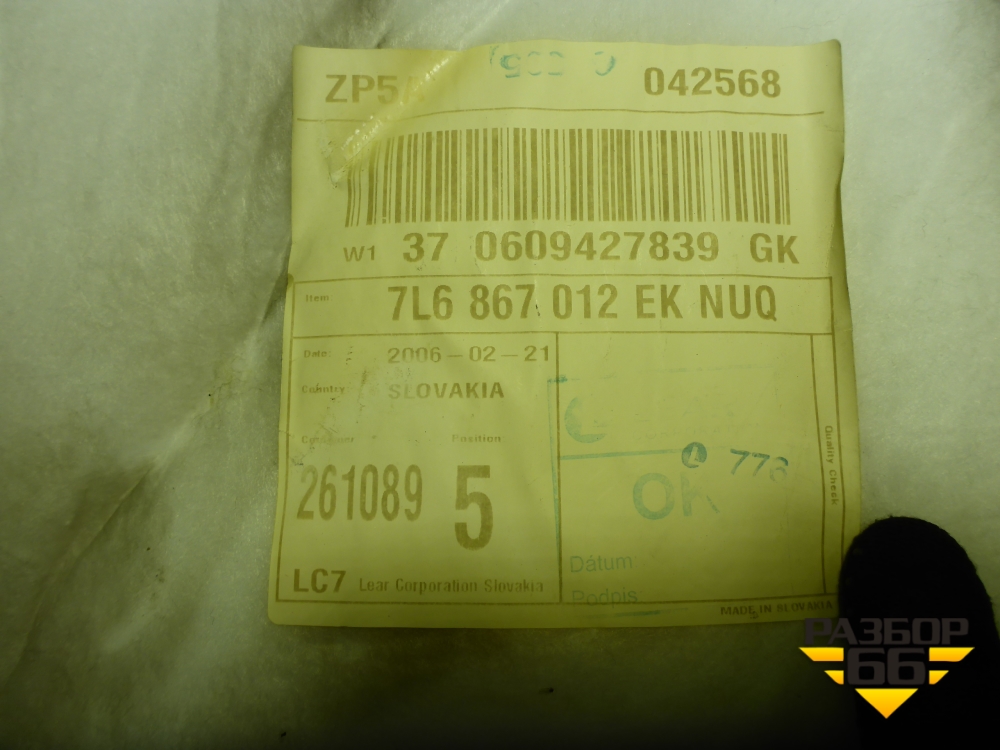 ZP5 042568
W1 37 0609427839 GK
Item 7L6 867 012 EK NUQ
Date: 2006-02-21
Country SLOVAKIA
Position
261089 5
OK 776
Quality Check
Dátum
Podpis
LC7 Lear Corporation Slovakia
MADE IN SLOVAKIA
РАЗБОР
66